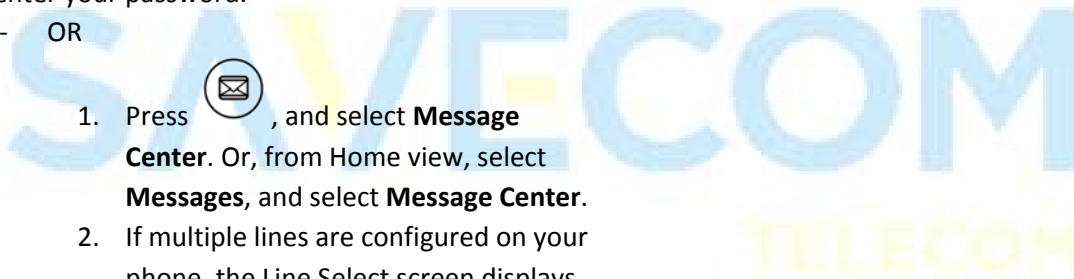 enter your password.
- OR
1. Press , and select Message
Center. Or, from Home view, select
Messages, and select Message Center.
2. If multiple lines are configured on your
phone, the Line Select screen displays
SAVECOM
TELECOM